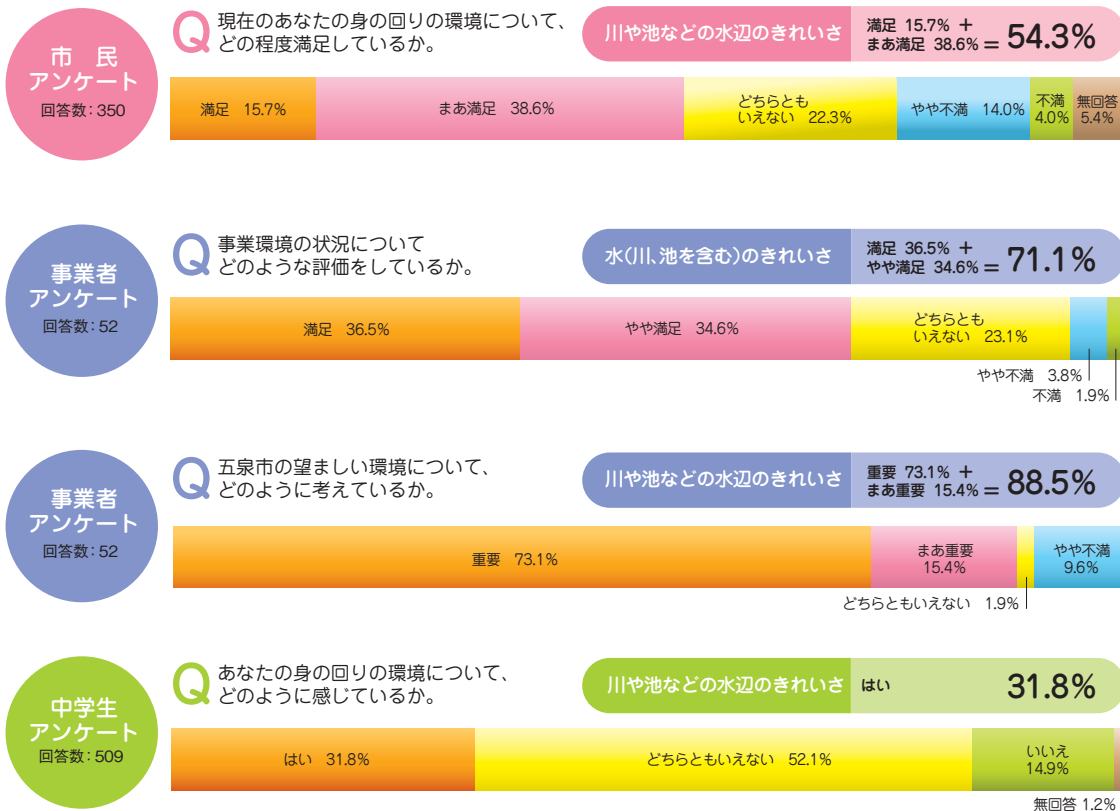 市 民
アンケート
回答数：350
Q 現在のあなたの身の回りの環境について、
どの程度満足しているか。
川や池などの水辺のきれいさ
満足 15.7% ＋
まあ満足 38.6% ＝ 54.3%
満足 15.7%
まあ満足 38.6%
どちらとも
いえない 22.3%
やや不満 14.0%
不満
4.0%
無回答
5.4%
事業者
アンケート
回答数：52
Q 事業環境の状況について
どのような評価をしているか。
水（川、池を含む）のきれいさ
満足 36.5% ＋
やや満足 34.6% ＝ 71.1%
満足 36.5%
やや満足 34.6%
どちらとも
いえない 23.1%
やや不満 3.8%
不満 1.9%
事業者
アンケート
回答数：52
Q 五泉市の望ましい環境について、
どのように考えているか。
川や池などの水辺のきれいさ
重要 73.1% ＋
まあ重要 15.4% ＝ 88.5%
重要 73.1%
まあ重要
15.4%
やや不満
9.6%
どちらともいえない 1.9%
中学生
アンケート
回答数：509
Q あなたの身の回りの環境について、
どのように感じているか。
川や池などの水辺のきれいさ
はい 31.8%
はい 31.8%
どちらともいえない 52.1%
いいえ
14.9%
無回答 1.2%